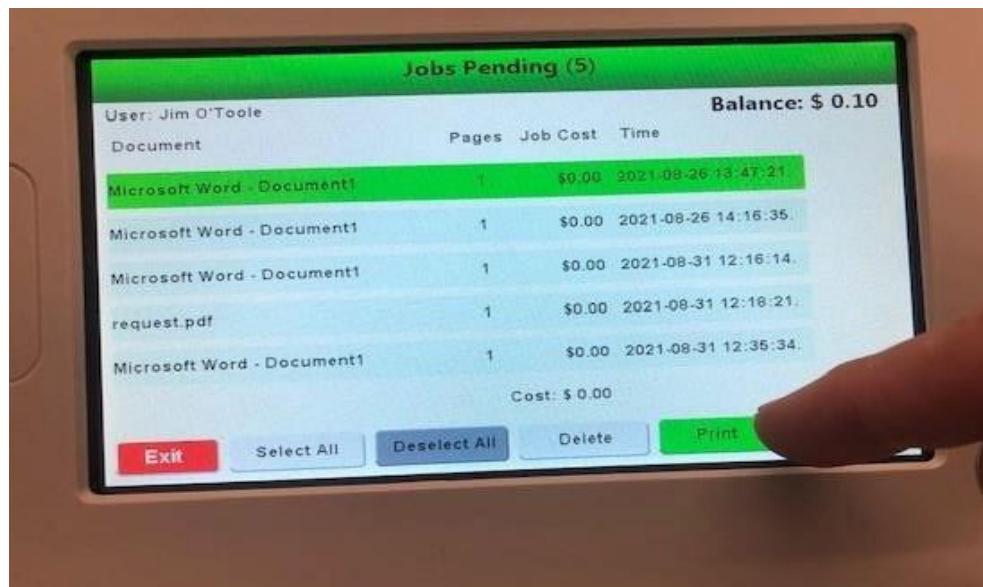 Jobs Pending (5)
User: Jim O'Toole Balance: $ 0.10
Document Pages Job Cost Time
Microsoft Word - Document1 1 $0.00 2021-08-26 13:47:21.
Microsoft Word - Document1 1 $0.00 2021-08-26 14:16:35.
Microsoft Word - Document1 1 $0.00 2021-08-31 12:16:14.
request.pdf 1 $0.00 2021-08-31 12:18:21.
Microsoft Word - Document1 1 $0.00 2021-08-31 12:35:34.
Cost: $ 0.00
Exit Select All Deselect All Delete Print